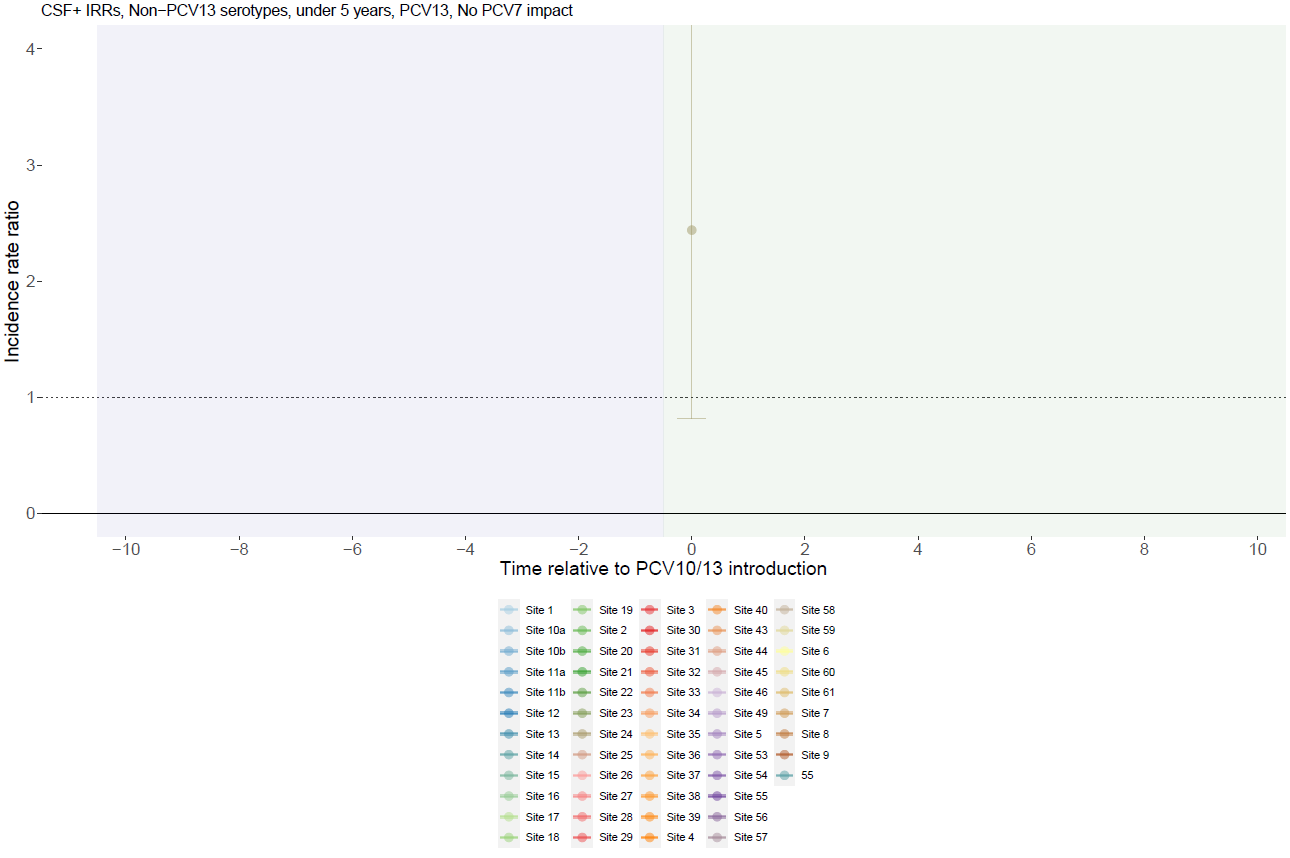 CSF+ IRRs, Non−PCV13 serotypes, under 5 years, PCV13, No PCV7 impact
Incidence rate ratio
4
3
2
1
0
−10 −8 −6 −4 −2 0 2 4 6 8 10
Time relative to PCV10/13 introduction
Site 1 Site 19 Site 3 Site 40 Site 58
Site 10a Site 2 Site 30 Site 43 Site 59
Site 10b Site 20 Site 31 Site 44 Site 6
Site 11a Site 21 Site 32 Site 45 Site 60
Site 11b Site 22 Site 33 Site 46 Site 61
Site 12 Site 23 Site 34 Site 49 Site 7
Site 13 Site 24 Site 35 Site 5 Site 8
Site 14 Site 25 Site 36 Site 53 Site 9
Site 15 Site 26 Site 37 Site 54 55
Site 16 Site 27 Site 38 Site 55
Site 17 Site 28 Site 39 Site 56
Site 18 Site 29 Site 4 Site 57